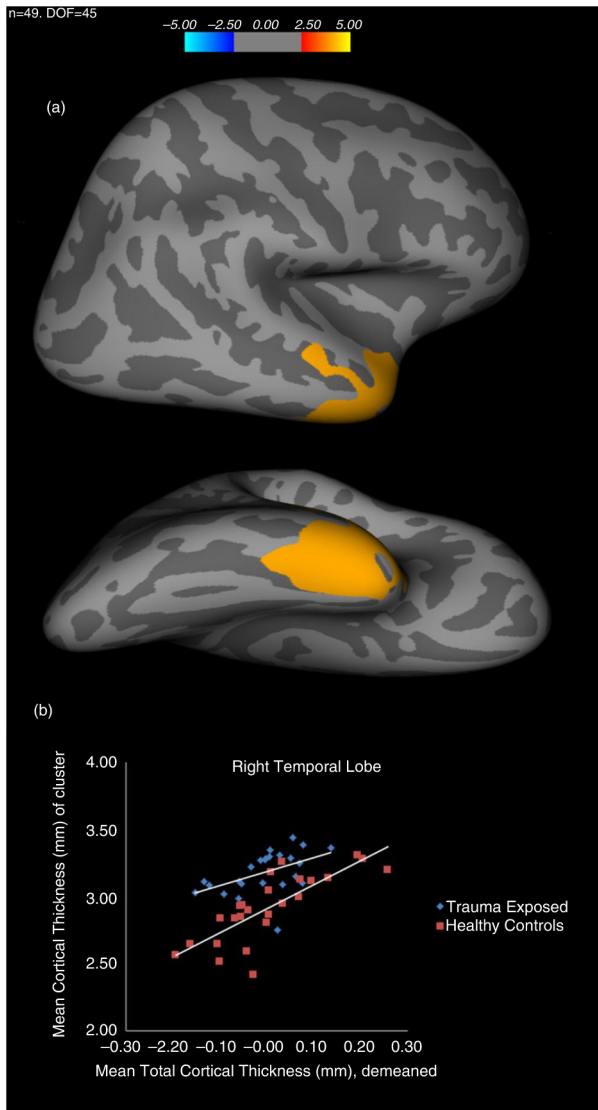 n=49. DOF=45
–5.00 –2.50 0.00 2.50 5.00
(a)
(b)
Right Temporal Lobe
Mean Cortical Thickness (mm) of cluster
4.00
3.50
3.00
2.50
2.00
–0.30 –2.20 –0.10 –0.00 0.10 0.20 0.30
Mean Total Cortical Thickness (mm), demeaned
Trauma Exposed
Healthy Controls